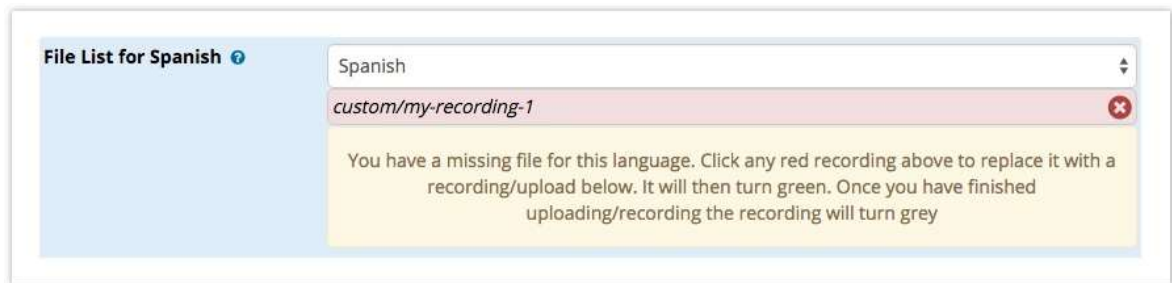 File List for Spanish
Spanish
custom/my-recording-1
You have a missing file for this language. Click any red recording above to replace it with a
recording/upload below. It will then turn green. Once you have finished
uploading/recording the recording will turn grey